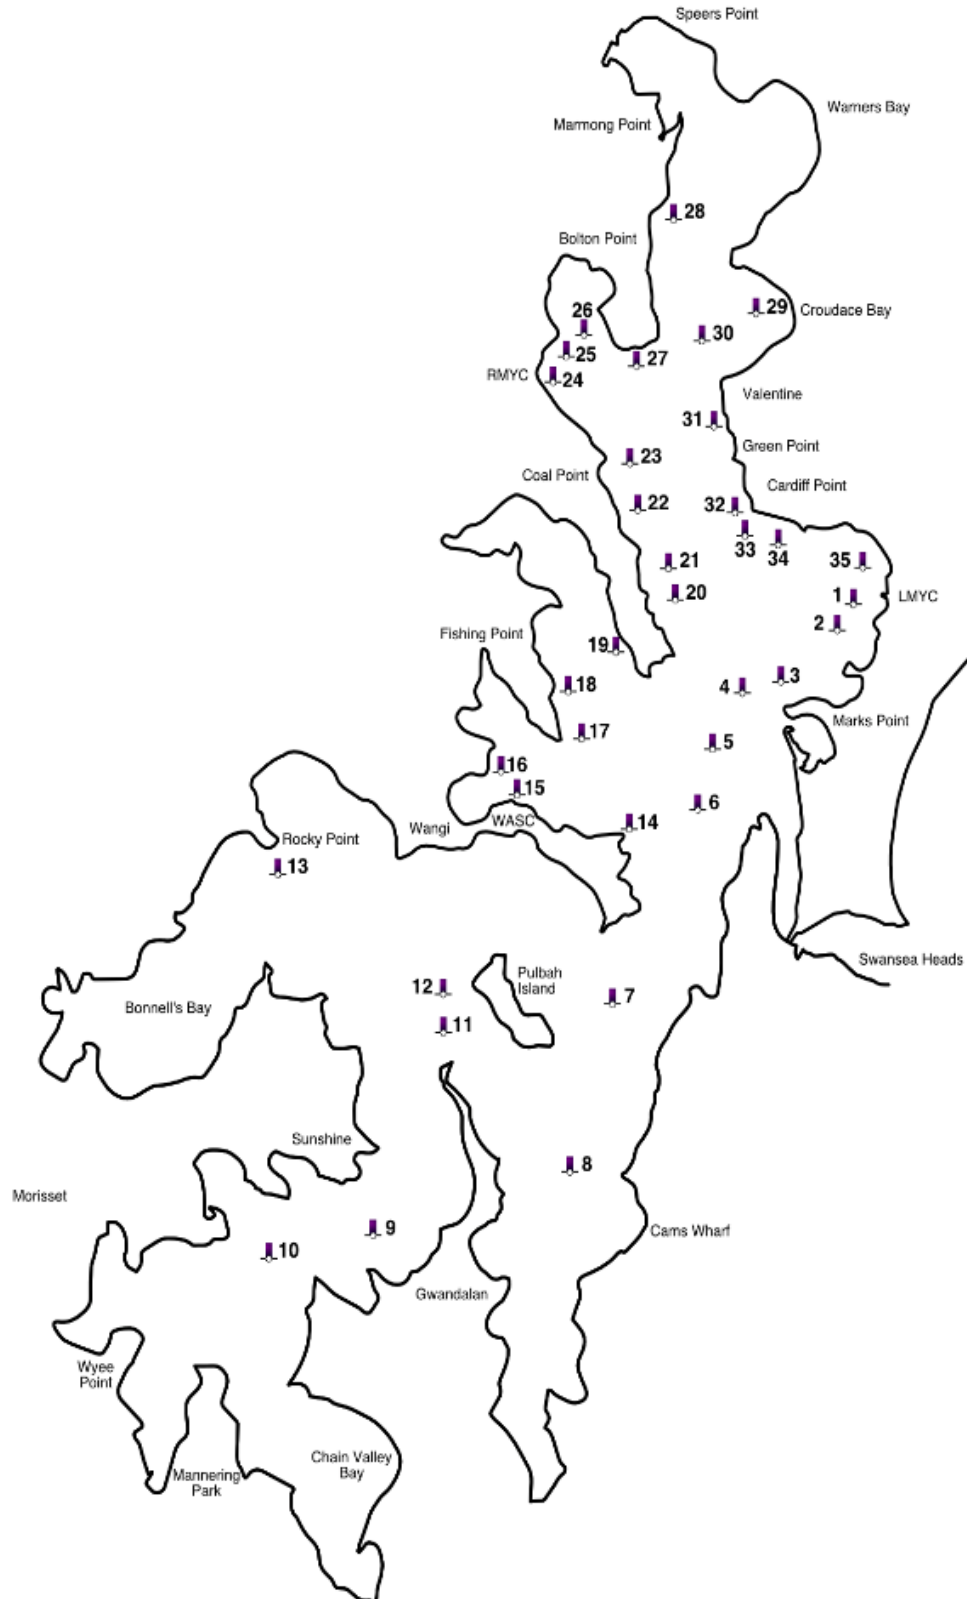 Speers Point
Warners Bay
Marmong Point
28
Bolton Point
29
Croudace Bay
26
30
25
27
RMYC
24
Valentine
31
Green Point
23
Coal Point
Cardiff Point
22
32
33
34
21
35
20
1
LMYC
2
Fishing Point
19
18
4
3
Marks Point
17
5
16
15
6
Wangi
WASC
14
Rocky Point
13
Swansea Heads
Pulbah
Island
12
7
Bonnell's Bay
11
Sunshine
8
Morisset
9
Cams Wharf
10
Gwandalan
Wyee
Point
Chain Valley
Bay
Mannering
Park